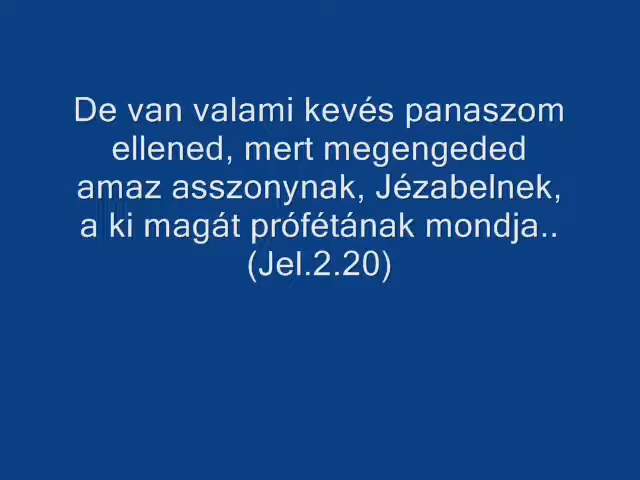 De van valami kevés panaszom
ellened, mert megengeded
amaz asszonynak, Jézabelnek,
a ki magát prófétának mondja..
(Jel.2.20)